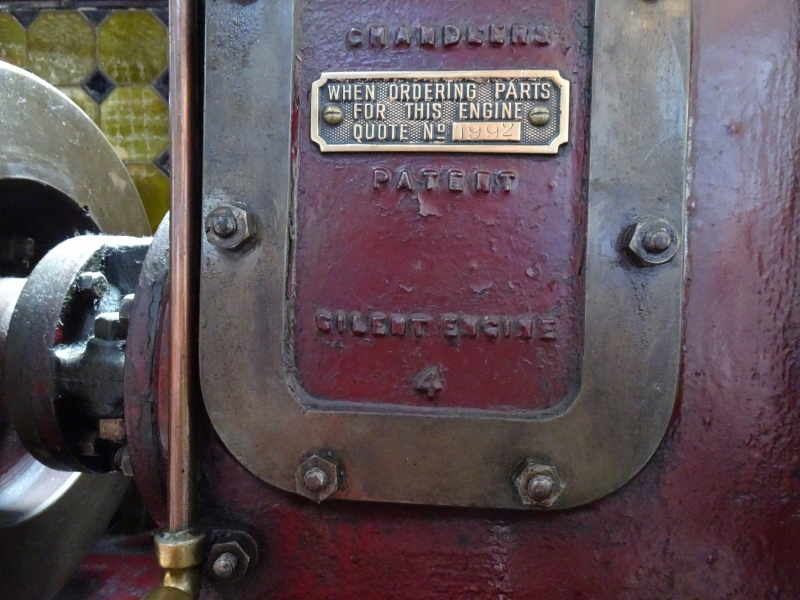 CHANDLERS
WHEN ORDERING PARTS
FOR THIS ENGINE
QUOTE Nº 1992
PATENT
SILENT ENGINE
4